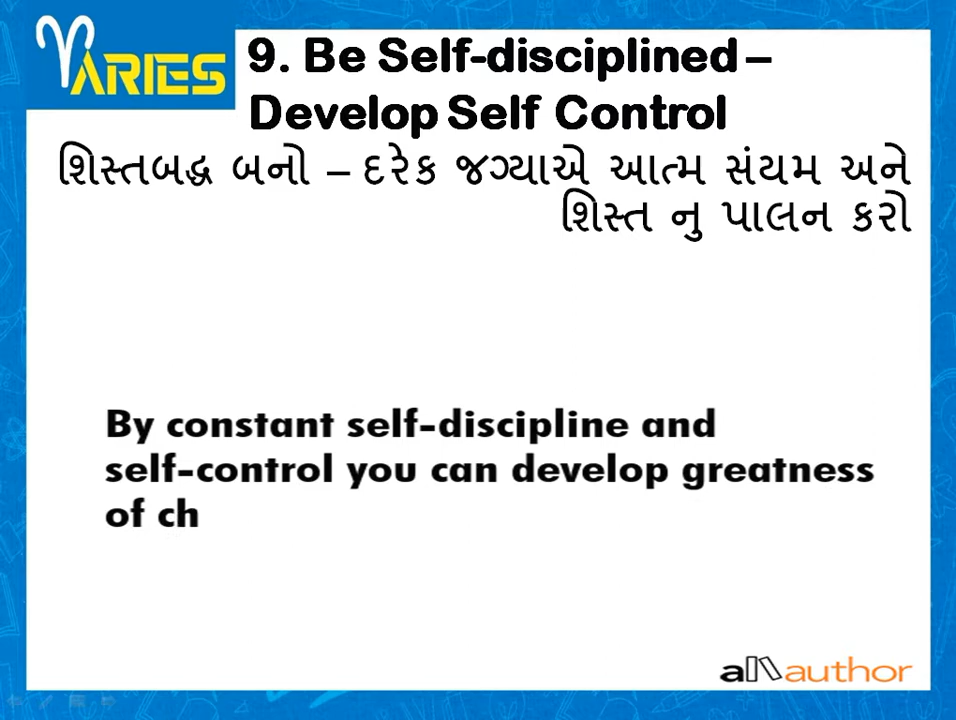 ARIES
9. Be Self-disciplined –
Develop Self Control
શિસ્તબદ્ધ બનો – દરેક જગ્યાએ આત્મ સંયમ અને
શિસ્ત નુ પાલન કરો
By constant self-discipline and
self-control you can develop greatness
of ch
allauthor